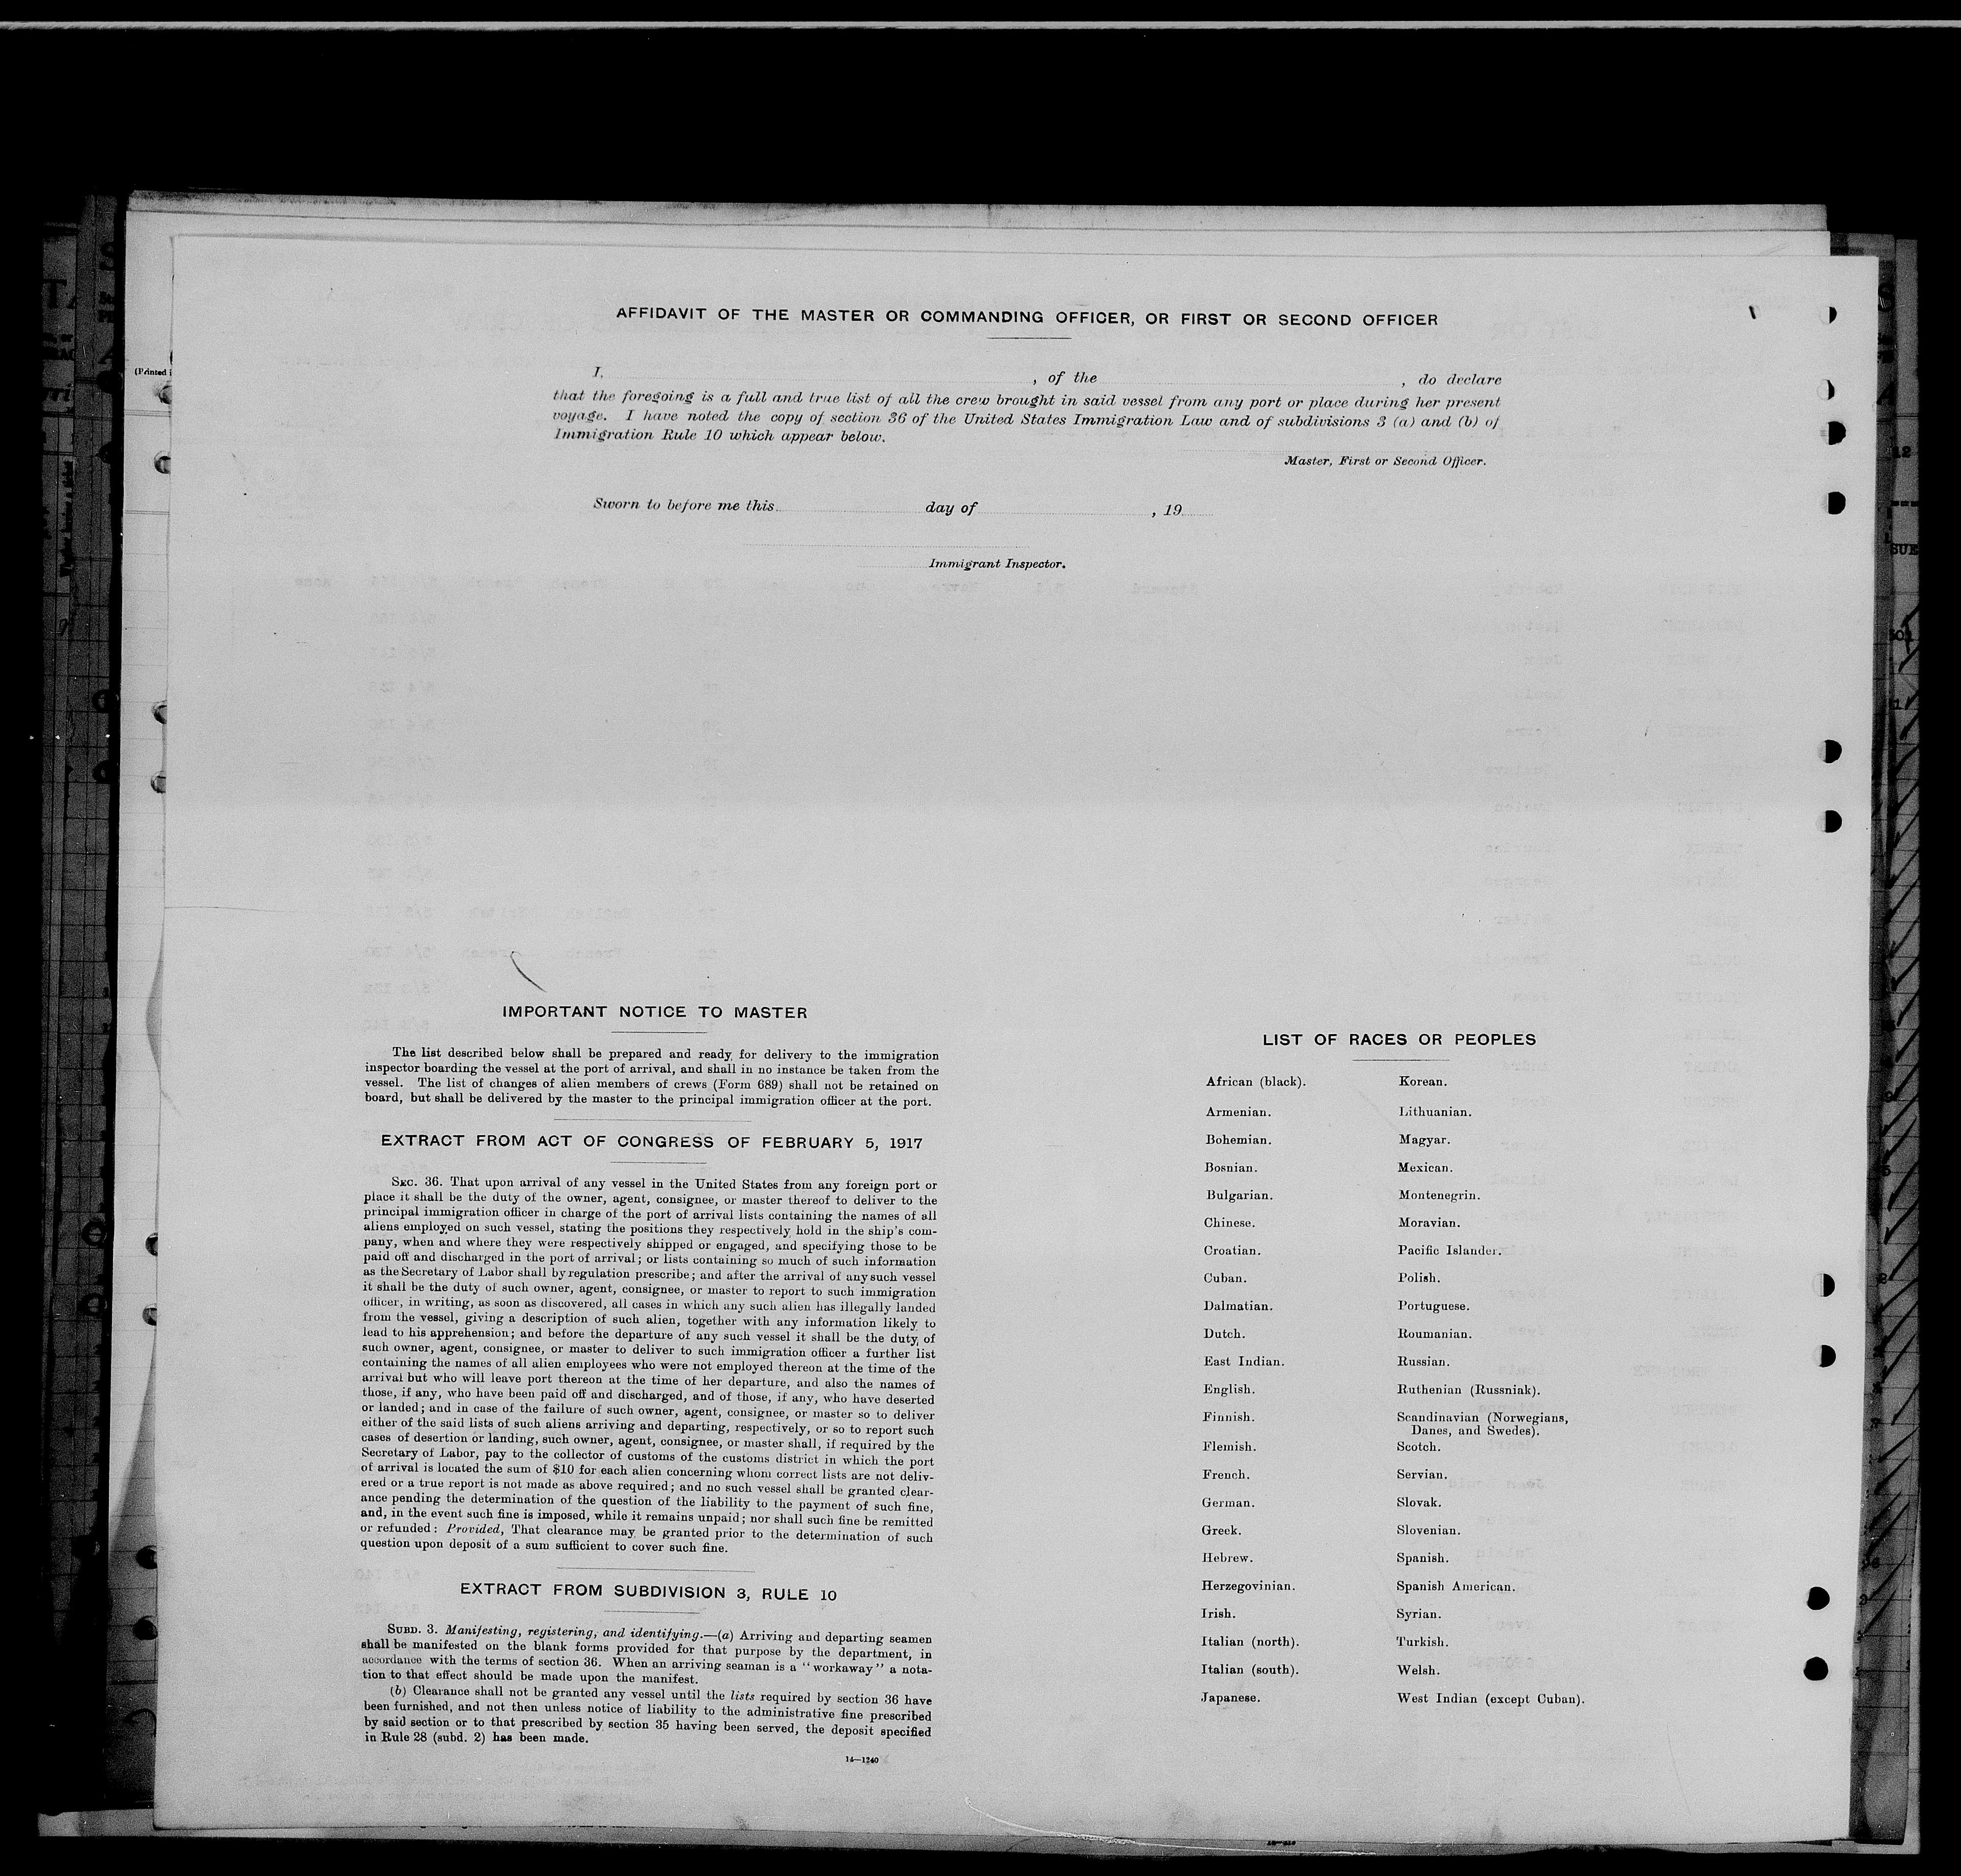 AFFIDAVIT OF THE MASTER OR COMMANDING OFFICER, OR FIRST OR SECOND OFFICER
I, , of the , do declare
that the foregoing is a full and true list of all the crew brought in said vessel from any port or place during her present
voyage. I have noted the copy of section 36 of the United States Immigration Law and of subdivisions 3 (a) and (b) of
Immigration Rule 10 which appear below.
Master, First or Second Officer.
Sworn to before me this day of , 19
Immigrant Inspector.
IMPORTANT NOTICE TO MASTER
The list described below shall be prepared and ready for delivery to the immigration
inspector boarding the vessel at the port of arrival, and shall in no instance be taken from the
vessel. The list of changes of alien members of crews (Form 689) shall not be retained on
board, but shall be delivered by the master to the principal immigration officer at the port.
EXTRACT FROM ACT OF CONGRESS OF FEBRUARY 5, 1917
SEC. 36. That upon arrival of any vessel in the United States from any foreign port or
place it shall be the duty of the owner, agent, consignee, or master thereof to deliver to the
principal immigration officer in charge of the port of arrival lists containing the names of all
aliens employed on such vessel, stating the positions they respectively hold in the ship's com-
pany, when and where they were respectively shipped or engaged, and specifying those to be
paid off and discharged in the port of arrival; or lists containing so much of such information
as the Secretary of Labor shall by regulation prescribe; and after the arrival of any such vessel
it shall be the duty of such owner, agent, consignee, or master to report to such immigration
officer, in writing, as soon as discovered, all cases in which any such alien has illegally landed
from the vessel, giving a description of such alien, together with any information likely to
lead to his apprehension; and before the departure of any such vessel it shall be the duty of
such owner, agent, consignee, or master to deliver to such immigration officer a further list
containing the names of all alien employees who were not employed thereon at the time of the
arrival but who will leave port thereon at the time of her departure, and also the names of
those, if any, who have been paid off and discharged, and of those, if any, who have deserted
or landed; and in case of the failure of such owner, agent, consignee, or master so to deliver
either of the said lists of such aliens arriving and departing, respectively, or so to report such
cases of desertion or landing, such owner, agent, consignee, or master shall, if required by the
Secretary of Labor, pay to the collector of customs of the customs district in which the port
of arrival is located the sum of $10 for each alien concerning whom correct lists are not deliv-
ered or a true report is not made as above required; and no such vessel shall be granted clear-
ance pending the determination of the question of the liability to the payment of such fine,
and, in the event such fine is imposed, while it remains unpaid; nor shall such fine be remitted
or refunded: Provided, That clearance may be granted prior to the determination of such
question upon deposit of a sum sufficient to cover such fine.
EXTRACT FROM SUBDIVISION 3, RULE 10
SUBD. 3. Manifesting, registering, and identifying.—(a) Arriving and departing seamen
shall be manifested on the blank forms provided for that purpose by the department, in
accordance with the terms of section 36. When an arriving seaman is a "workaway" a nota-
tion to that effect should be made upon the manifest.
(b) Clearance shall not be granted any vessel until the lists required by section 36 have
been furnished, and not then unless notice of liability to the administrative fine prescribed
by said section or to that prescribed by section 35 having been served, the deposit specified
in Rule 28 (subd. 2) has been made.
14—1240
LIST OF RACES OR PEOPLES
African (black).
Armenian.
Bohemian.
Bosnian.
Bulgarian.
Chinese.
Croatian.
Cuban.
Dalmatian.
Dutch.
East Indian.
English.
Finnish.
Flemish.
French.
German.
Greek.
Hebrew.
Herzegovinian.
Irish.
Italian (north).
Italian (south).
Japanese.
Korean.
Lithuanian.
Magyar.
Mexican.
Montenegrin.
Moravian.
Pacific Islander.
Polish.
Portuguese.
Roumanian.
Russian.
Ruthenian (Russniak).
Scandinavian (Norwegians,
Danes, and Swedes).
Scotch.
Servian.
Slovak.
Slovenian.
Spanish.
Spanish American.
Syrian.
Turkish.
Welsh.
West Indian (except Cuban).
(Printed